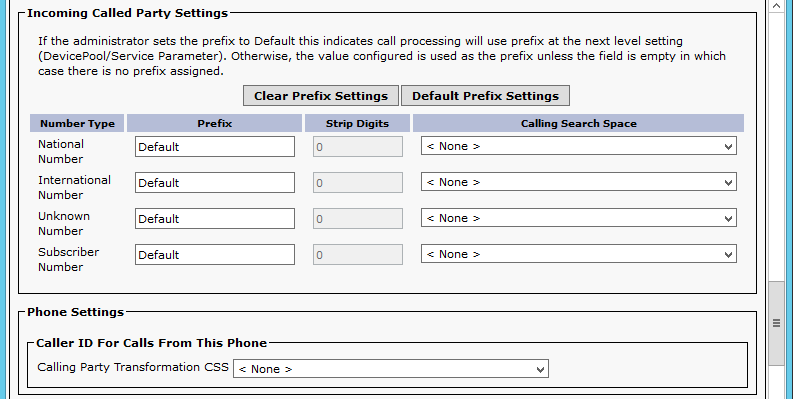 Incoming Called Party Settings
If the administrator sets the prefix to Default this indicates call processing will use prefix at the next level setting
(DevicePool/Service Parameter). Otherwise, the value configured is used as the prefix unless the field is empty in which
case there is no prefix assigned.
Clear Prefix Settings Default Prefix Settings
Number Type Prefix Strip Digits Calling Search Space
National
Number Default 0 < None >
International
Number Default 0 < None >
Unknown
Number Default 0 < None >
Subscriber
Number Default 0 < None >
Phone Settings
Caller ID For Calls From This Phone
Calling Party Transformation CSS < None >